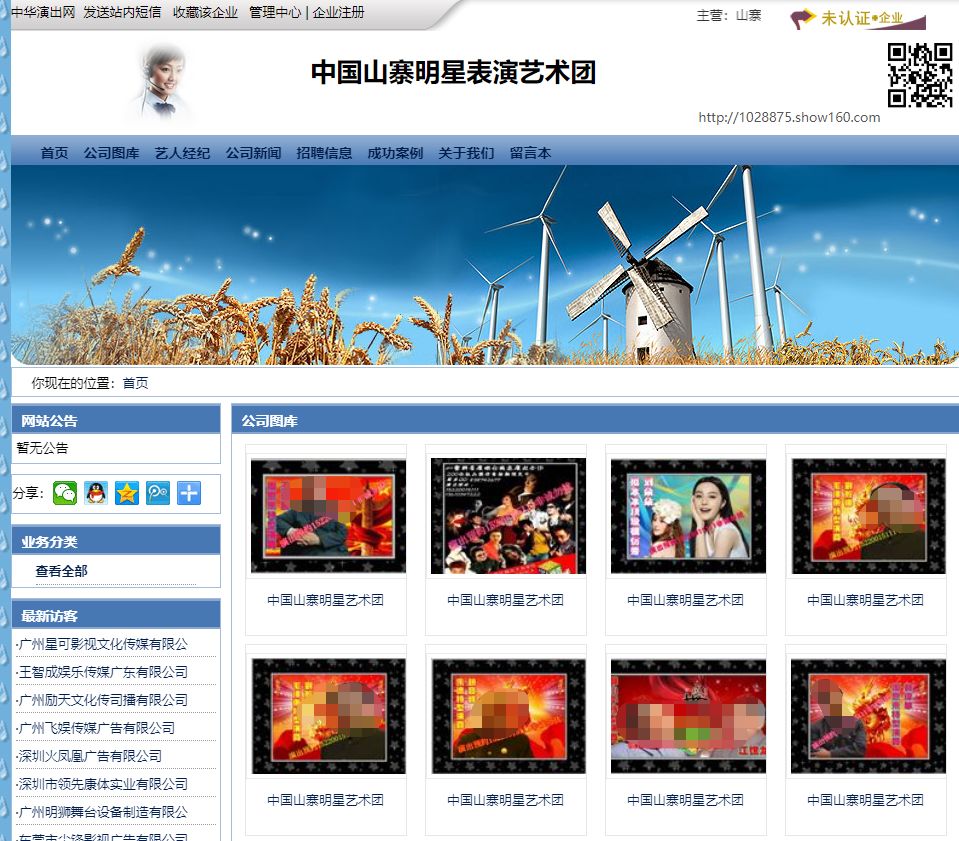 中华演出网 发送站内短信 收藏该企业 管理中心 | 企业注册
主营：山寨
未认证·企业
中国山寨明星表演艺术团
http://1028875.show160.com
首页 公司图库 艺人经纪 公司新闻 招聘信息 成功案例 关于我们 留言本
你现在的位置：首页
网站公告
暂无公告
分享：
业务分类
查看全部
最新访客
·广州星可影视文化传媒有限公
·王智成娱乐传媒广东有限公司
·广州励天文化传司播有限公司
·广州飞娱传媒广告有限公司
·深圳火凤凰广告有限公司
·深圳市领先康体实业有限公司
·广州明狮舞台设备制造有限公
公司图库
中国山寨明星艺术团
中国山寨明星艺术团
中国山寨明星艺术团
中国山寨明星艺术团
中国山寨明星艺术团
中国山寨明星艺术团
中国山寨明星艺术团
中国山寨明星艺术团